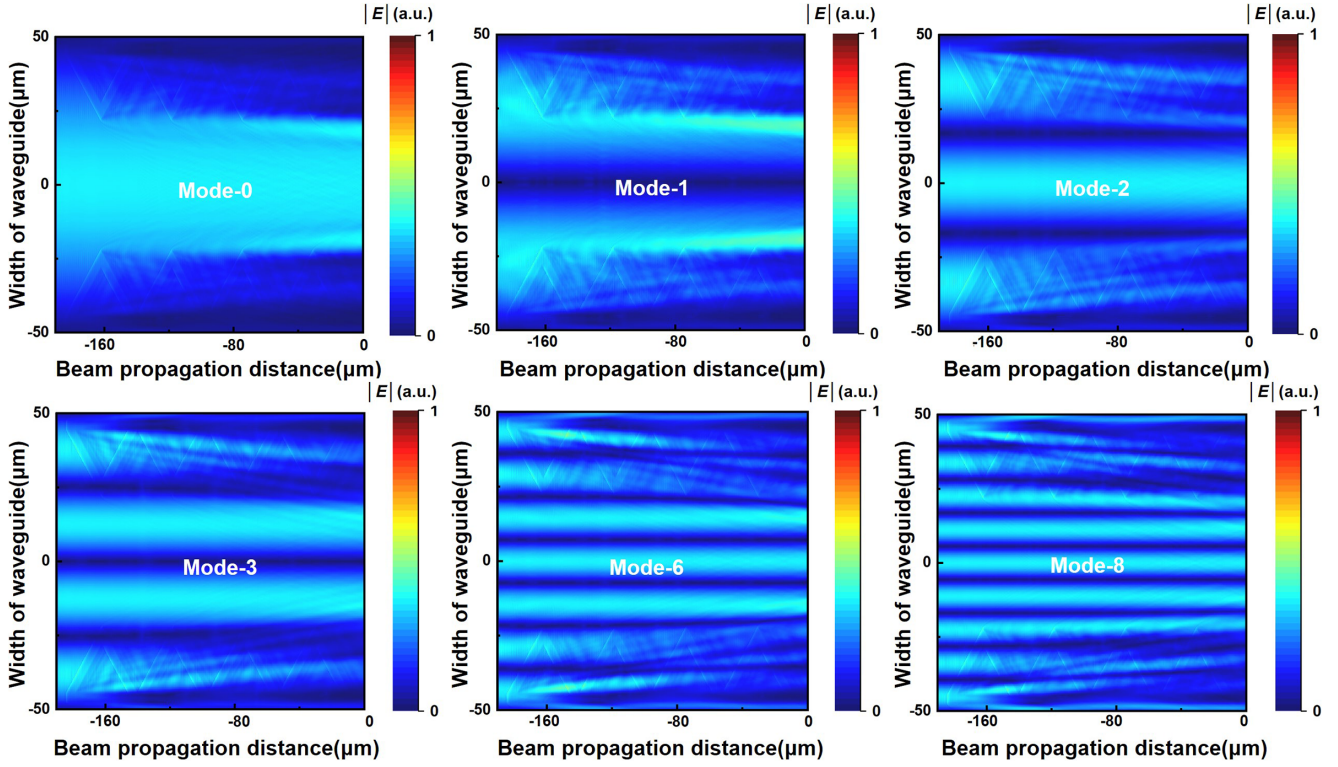 |E| (a.u.)
|E| (a.u.)
|E| (a.u.)
50
1
50
1
50
1
Width of waveguide(μm)
0
Mode-0
Width of waveguide(μm)
0
Mode-1
Width of waveguide(μm)
0
Mode-2
-50
0
-50
0
-50
0
-160
-80
0
-160
-80
0
-160
-80
0
Beam propagation distance(μm)
Beam propagation distance(μm)
Beam propagation distance(μm)
|E| (a.u.)
|E| (a.u.)
|E| (a.u.)
50
1
50
1
50
1
Width of waveguide(μm)
0
Mode-3
Width of waveguide(μm)
0
Mode-6
Width of waveguide(μm)
0
Mode-8
-50
0
-50
0
-50
0
-160
-80
0
-160
-80
0
-160
-80
0
Beam propagation distance(μm)
Beam propagation distance(μm)
Beam propagation distance(μm)